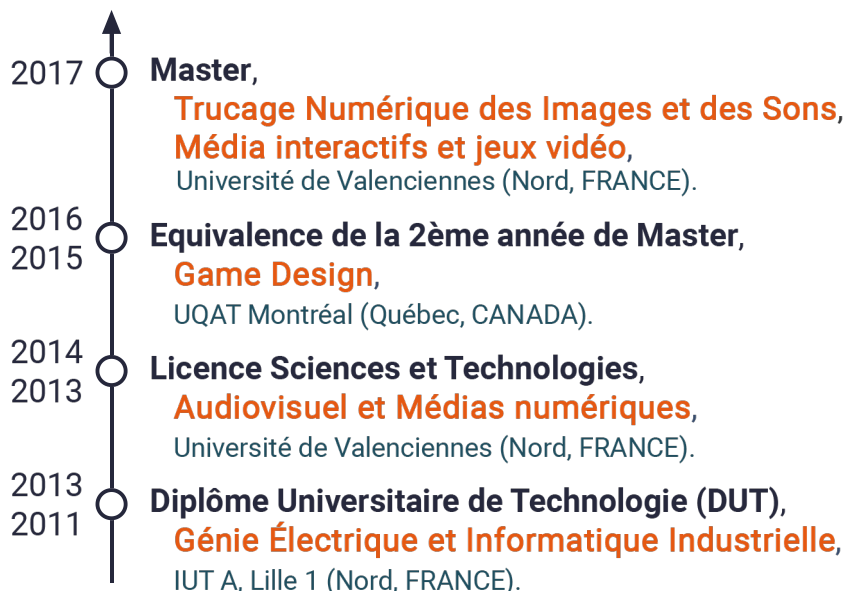 2017 Master,
Trucage Numérique des Images et des Sons,
Média interactifs et jeux vidéo,
Université de Valenciennes (Nord, FRANCE).
2016
2015
Equivalence de la 2ème année de Master,
Game Design,
UQAT Montréal (Québec, CANADA).
2014
2013
Licence Sciences et Technologies,
Audiovisuel et Médias numériques,
Université de Valenciennes (Nord, FRANCE).
2013
2011
Diplôme Universitaire de Technologie (DUT),
Génie Électrique et Informatique Industrielle,
IUT A, Lille 1 (Nord, FRANCE).